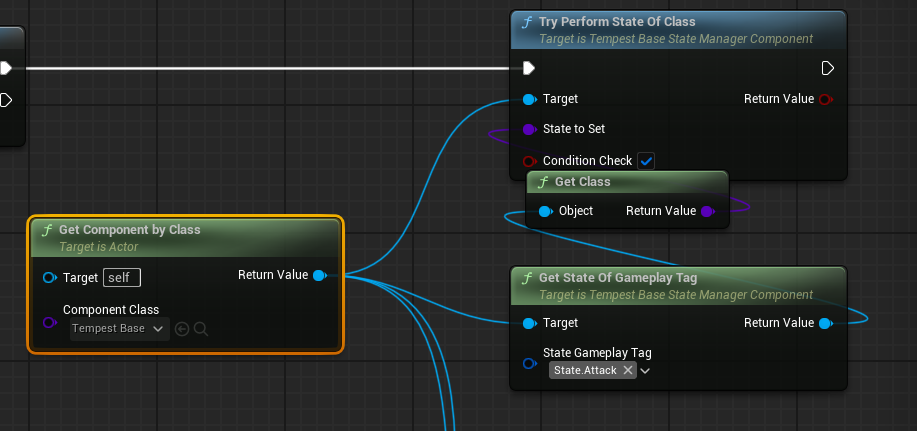 f Try Perform State Of Class
Target is Tempest Base State Manager Component
Target
Return Value
State to Set
Condition Check
f Get Class
Object
Return Value
f Get Component by Class
Target is Actor
Target self
Return Value
Component Class
Tempest Base
f Get State Of Gameplay Tag
Target is Tempest Base State Manager Component
Target
Return Value
State Gameplay Tag
State.Attack